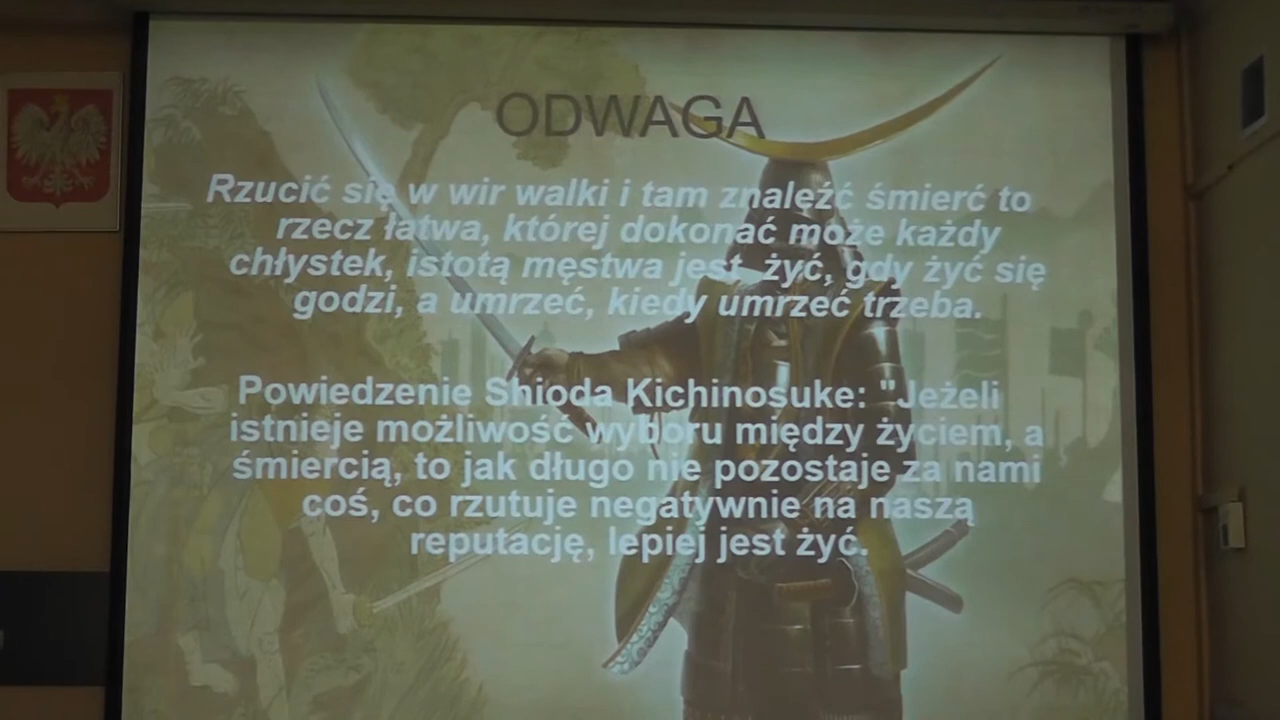 ODWAGA
Rzucić się w wir walki i tam znaleźć śmierć to
rzecz łatwa, której dokonać może każdy
chłystek, istotą męstwa jest, żyć, gdy żyć się
godzi, a umrzeć, kiedy umrzeć trzeba.
Powiedzenie Shioda Kichinosuke: "Jeżeli
istnieje możliwość wyboru między życiem, a
śmiercią, to jak długo nie pozostaje za nami
coś, co rzutuje negatywnie na naszą
reputację, lepiej jest żyć.